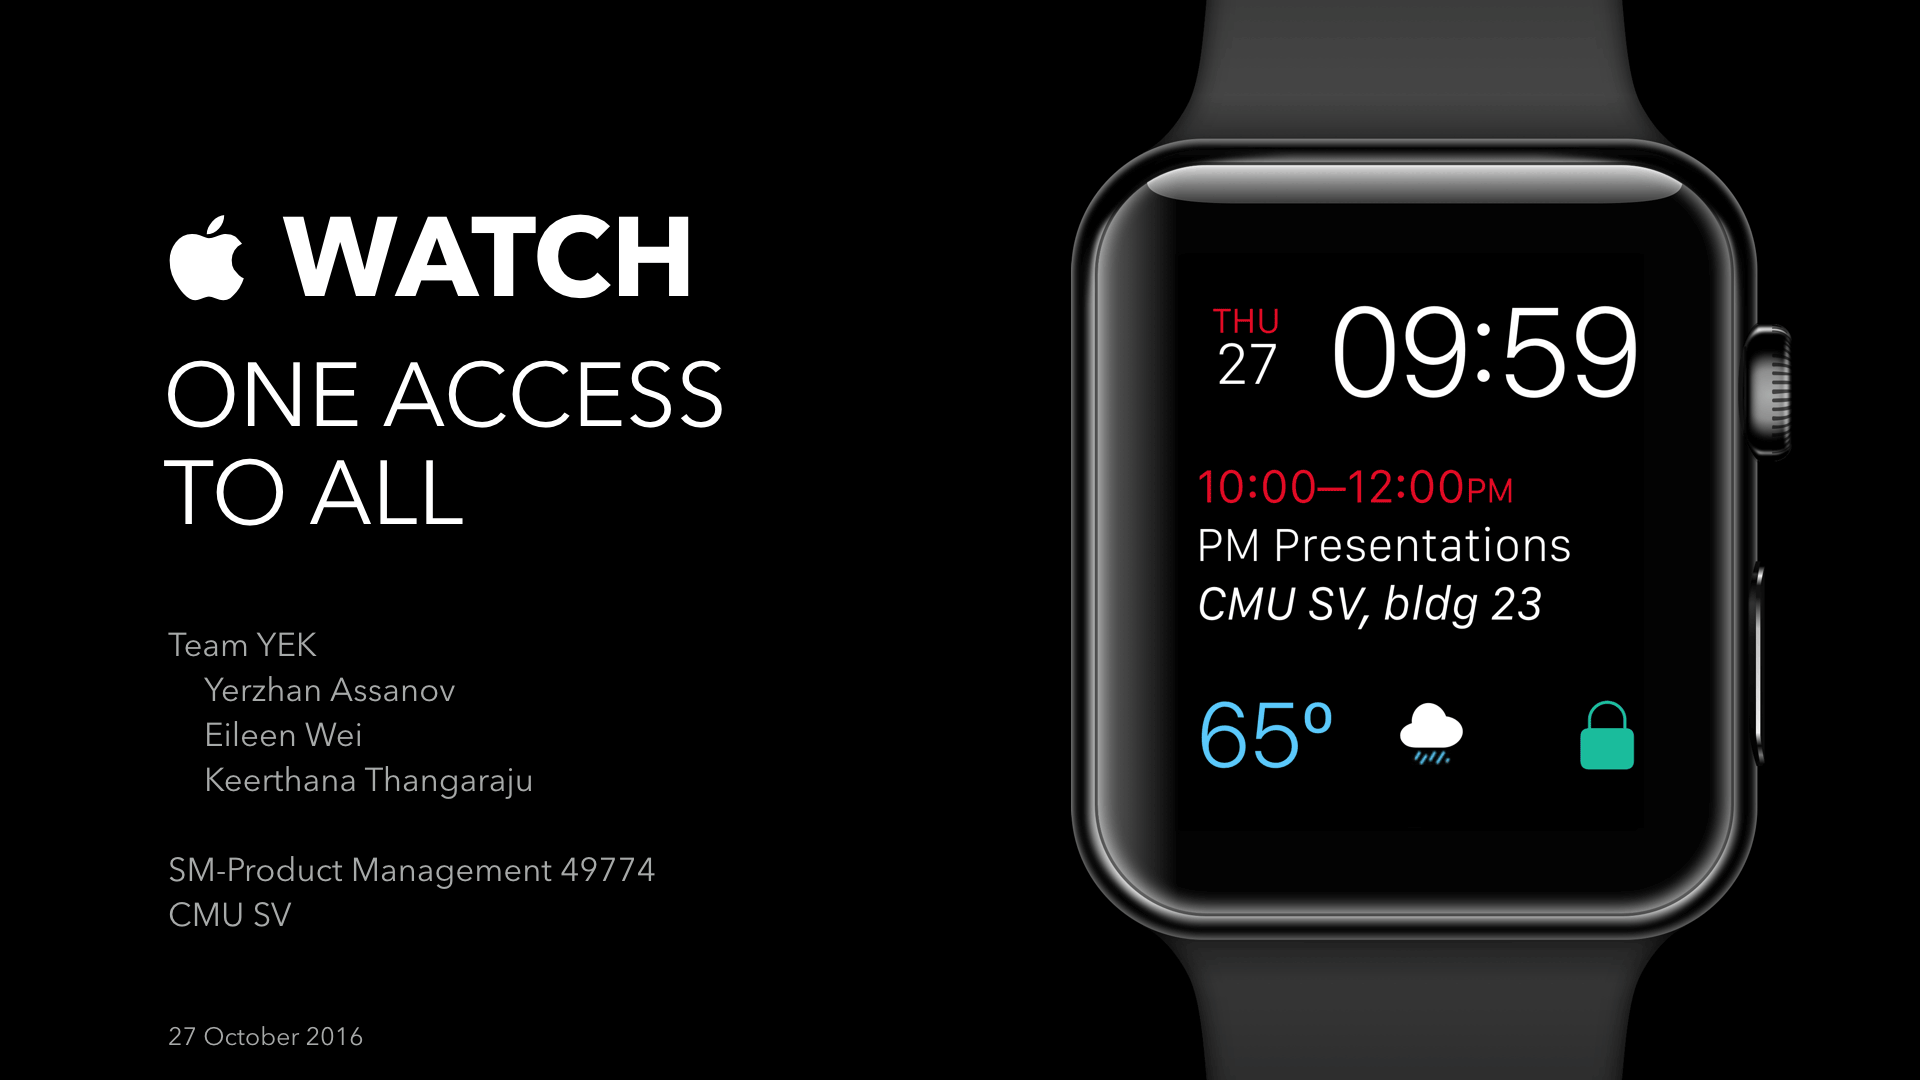 WATCH
ONE ACCESS
TO ALL
Team YEK
Yerzhan Assanov
Eileen Wei
Keerthana Thangaraju
SM-Product Management 49774
CMU SV
27 October 2016
THU
27
09:59
10:00–12:00PM
PM Presentations
CMU SV, bldg 23
65º